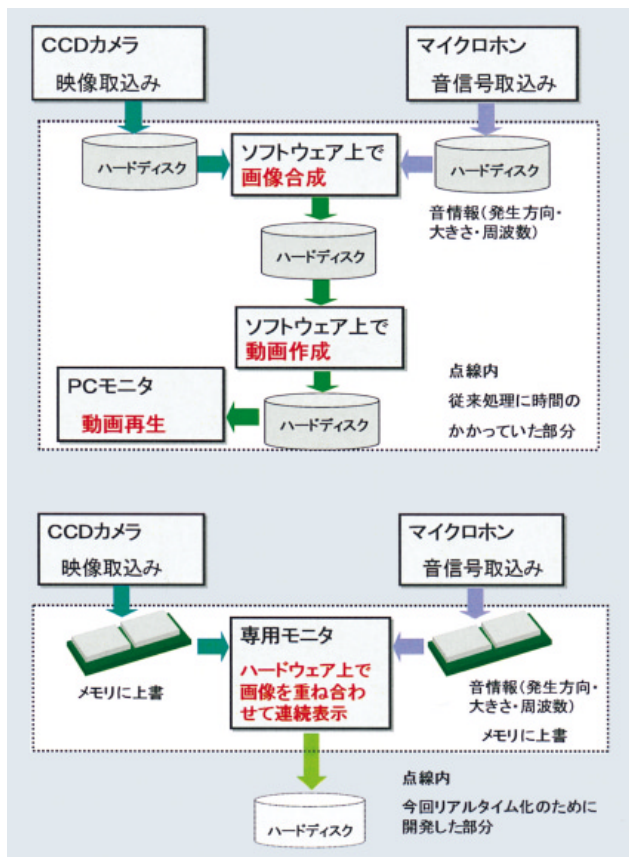 CCDカメラ
映像取込み
マイクロホン
音信号取込み
ハードディスク
ソフトウェア上で
画像合成
ハードディスク
音情報(発生方向・
大きさ・周波数)
ハードディスク
ソフトウェア上で
動画作成
PCモニタ
動画再生
ハードディスク
点線内
従来処理に時間の
かかっていた部分
CCDカメラ
映像取込み
マイクロホン
音信号取込み
メモリに上書
専用モニタ
ハードウェア上で
画像を重ね合わ
せて連続表示
音情報(発生方向・
大きさ・周波数)
メモリに上書
ハードディスク
点線内
今回リアルタイム化のために
開発した部分